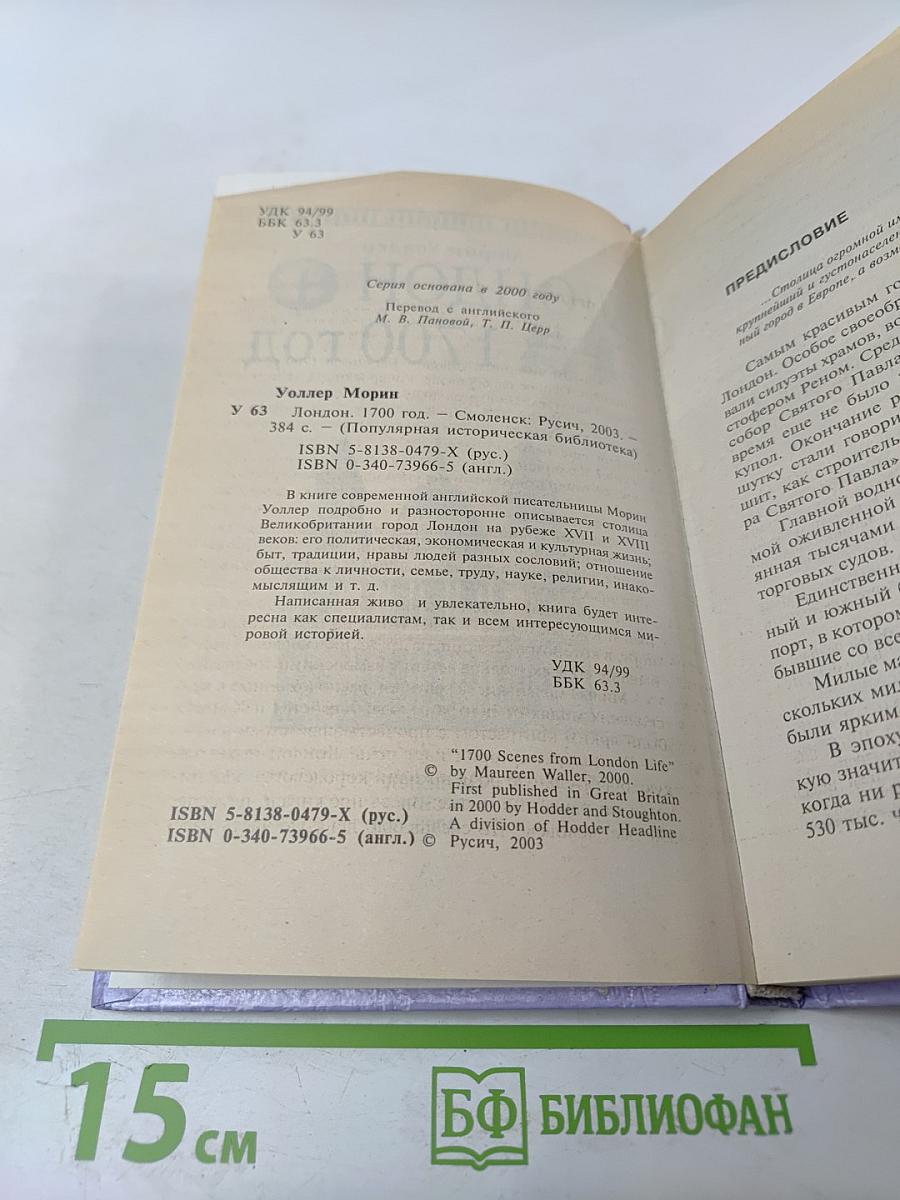 УДК 94/99
ББК 63.3
У 63
Серия основана в 2000 году
Перевод с английского
М. В. Пановой, Т. П. Церр
Уоллер Морин
У 63 Лондон. 1700 год. — Смоленск: Русич, 2003. —
384 с. — (Популярная историческая библиотека)
ISBN 5-8138-0479-X (рус.)
ISBN 0-340-73966-5 (англ.)
В книге современной английской писательницы Морин
Уоллер подробно и разносторонне описывается столица
Великобритании город Лондон на рубеже XVII и XVIII
веков: его политическая, экономическая и культурная жизнь;
быт, традиции, нравы людей разных сословий; отношение
общества к личности, семье, труду, науке, религии, инако-
мыслящим и т. д.
Написанная живо и увлекательно, книга будет инте-
ресна как специалистам, так и всем интересующимся ми-
ровой историей.
УДК 94/99
ББК 63.3
"1700 Scenes from London Life"
© by Maureen Waller, 2000.
First published in Great Britain
in 2000 by Hodder and Stoughton.
A division of Hodder Headline
ISBN 5-8138-0479-X (рус.)
ISBN 0-340-73966-5 (англ.) © Русич, 2003
ПРЕДИСЛОВИЕ
...Столица огромной
крупнейший и густонаселен
ный город в Европе, а возм
Самым красивым го
Лондон. Особое своеобр
вали силуэты храмов, во
стофером Реном. Сред
собор Святого Павла
время еще не было
купол. Окончание р
шутку стали говори
шит, как строитель
ра Святого Павла»
Главной водно
мой оживленной
янная тысячами
торговых судов.
Единственн
ный и южный
порт, в котором
бывшие со все
Милые ма
скольких мил
были ярким
В эпоху
кую значит
когда ни р
530 тыс. ч
15 см
БФ БИБЛИОФАН